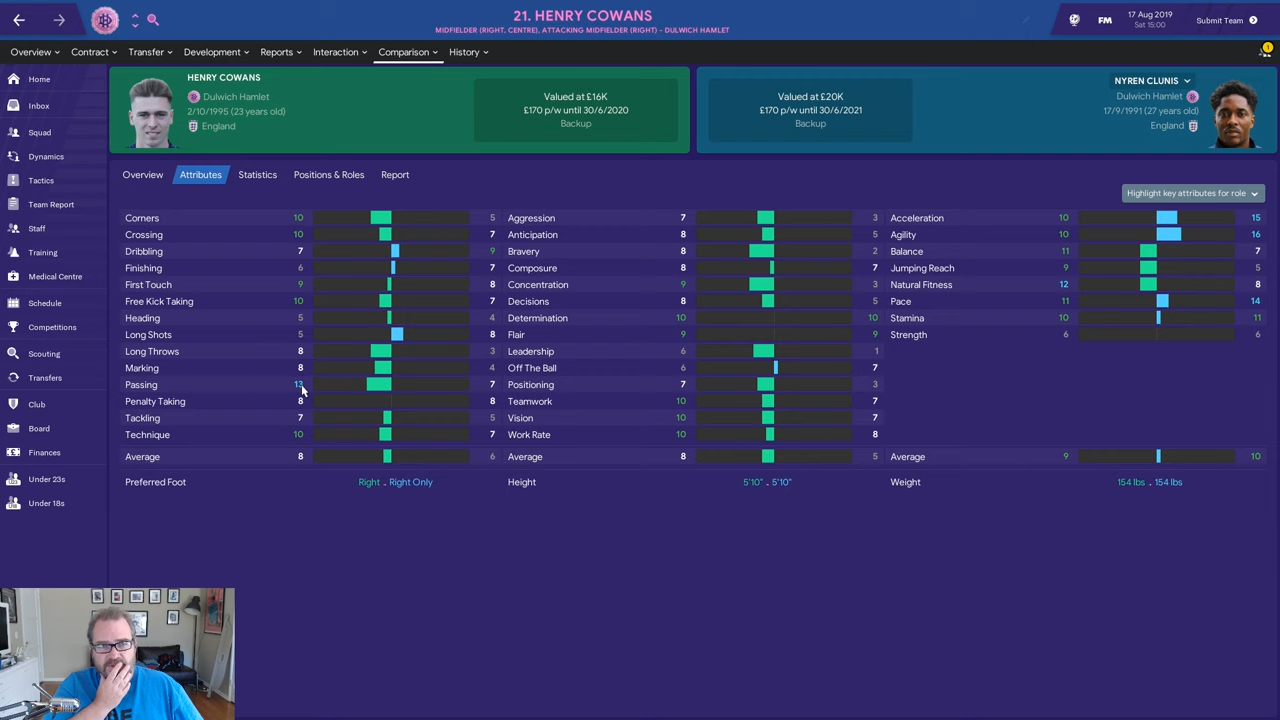 21. HENRY COWANS
MIDFIELDER (RIGHT, CENTRE), ATTACKING MIDFIELDER (RIGHT) - DULWICH HAMLET
FM
17 Aug 2019
Sat 15:00
Submit Team
Overview Contract Transfer Development Reports Interaction Comparison History
1
Home
Inbox
Squad
Dynamics
Tactics
Team Report
Staff
Training
Medical Centre
Schedule
Competitions
Scouting
Transfers
Club
Board
Finances
Under 23s
Under 18s
HENRY COWANS
Dulwich Hamlet
2/10/1995 (23 years old)
England
Valued at £16K
£170 p/w until 30/6/2020
Backup
Valued at £20K
£170 p/w until 30/6/2021
Backup
NYREN CLUNIS
Dulwich Hamlet
17/9/1991 (27 years old)
England
Overview Attributes Statistics Positions & Roles Report
Highlight key attributes for role
Corners 10 5 Aggression 7 3 Acceleration 10 15
Crossing 10 7 Anticipation 8 5 Agility 10 16
Dribbling 7 9 Bravery 8 2 Balance 11 7
Finishing 6 7 Composure 8 7 Jumping Reach 9 5
First Touch 9 8 Concentration 9 3 Natural Fitness 12 8
Free Kick Taking 10 7 Decisions 8 5 Pace 11 14
Heading 5 4 Determination 10 10 Stamina 10 11
Long Shots 5 8 Flair 9 9 Strength 6 6
Long Throws 8 3 Leadership 6 1
Marking 8 4 Off The Ball 6 7
Passing 13 7 Positioning 7 3
Penalty Taking 8 8 Teamwork 10 7
Tackling 7 5 Vision 10 7
Technique 10 7 Work Rate 10 8
Average 8 6 Average 8 5 Average 9 10
Preferred Foot Right .. Right Only Height 5'10" .. 5'10" Weight 154 lbs .. 154 lbs